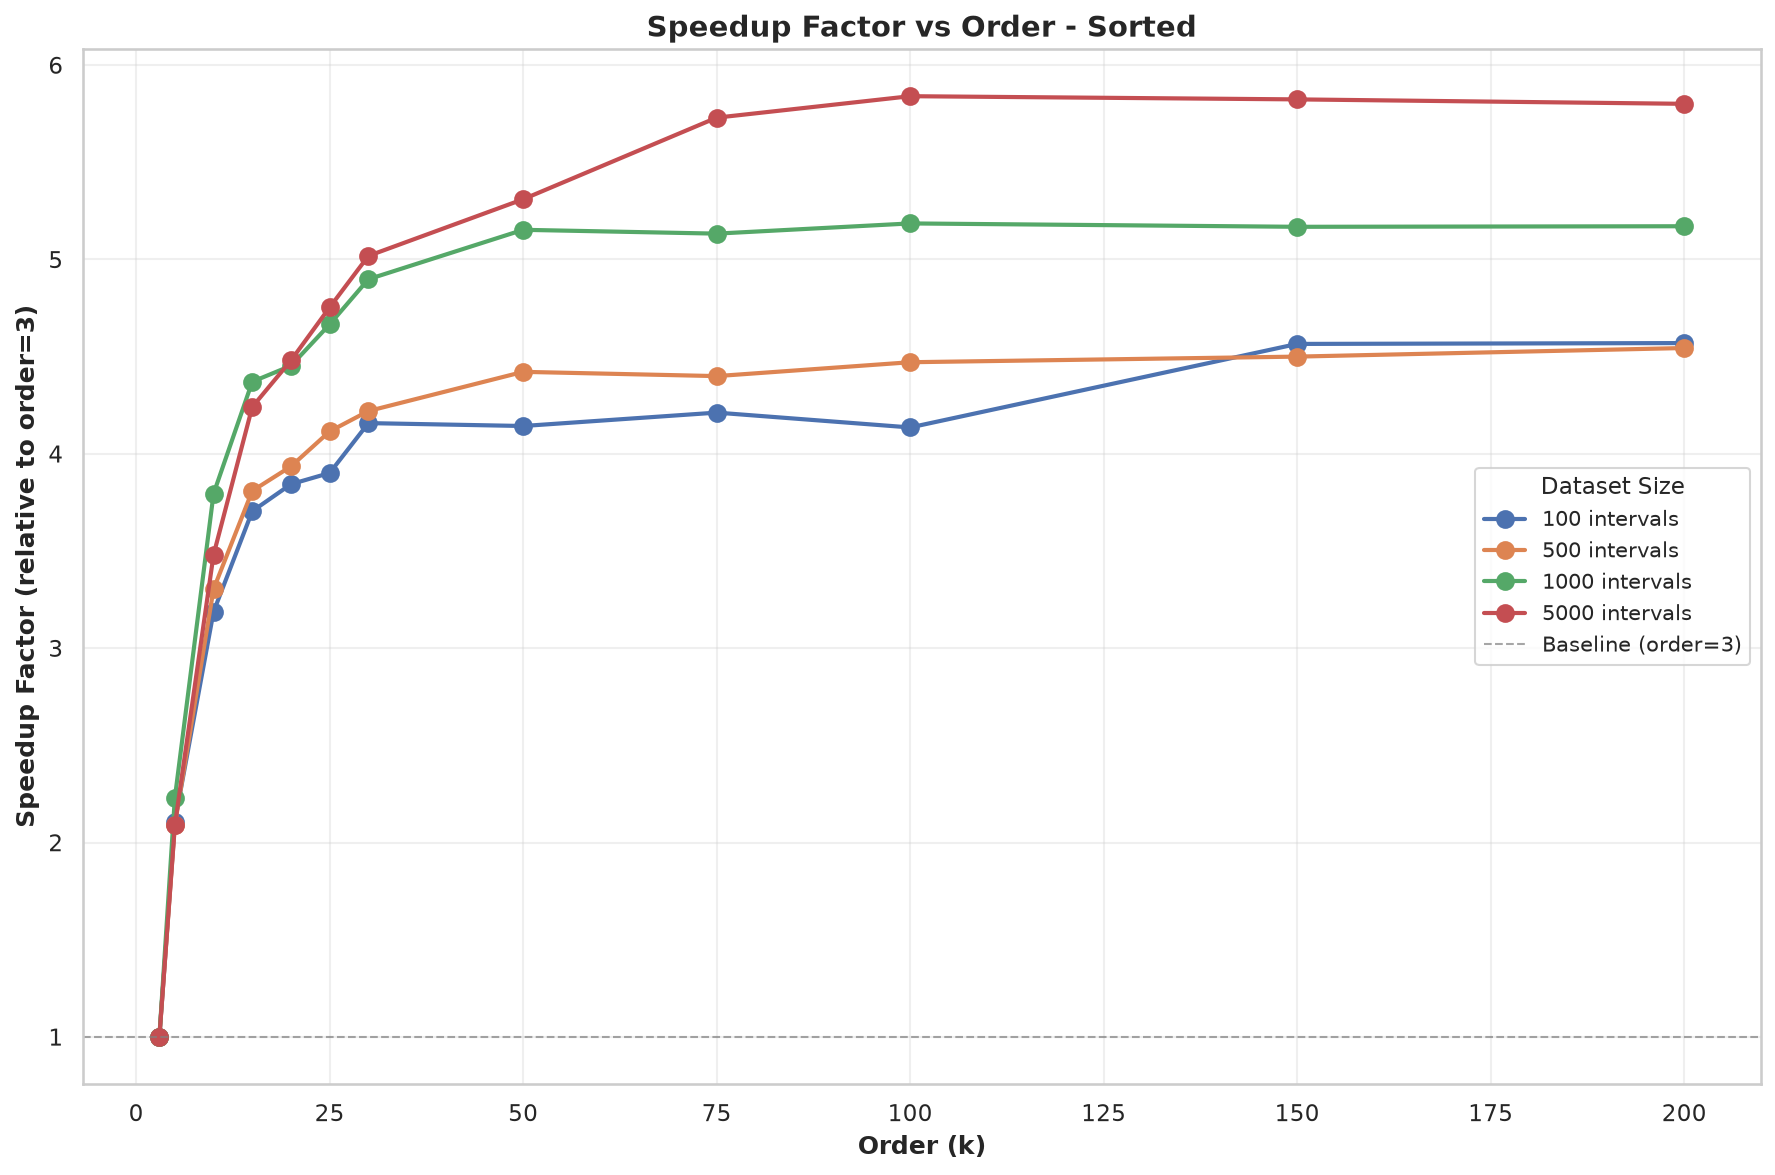 Speedup Factor vs Order - Sorted
Speedup Factor (relative to order=3)
6
5
4
3
2
1
Dataset Size
100 intervals
500 intervals
1000 intervals
5000 intervals
Baseline (order=3)
0 25 50 75 100 125 150 175 200
Order (k)